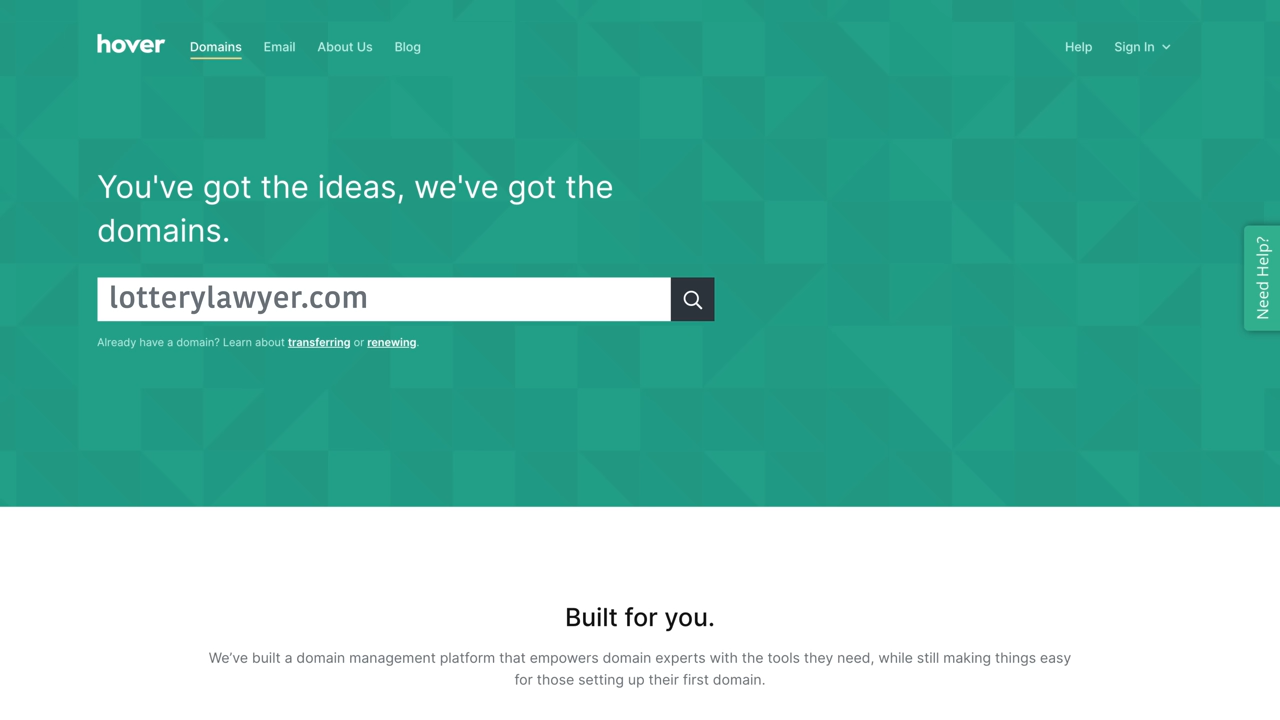 hover Domains Email About Us Blog Help Sign In
You've got the ideas, we've got the
domains.
lotterylawyer.com
Already have a domain? Learn about transferring or renewing.
Need Help?
Built for you.
We’ve built a domain management platform that empowers domain experts with the tools they need, while still making things easy
for those setting up their first domain.